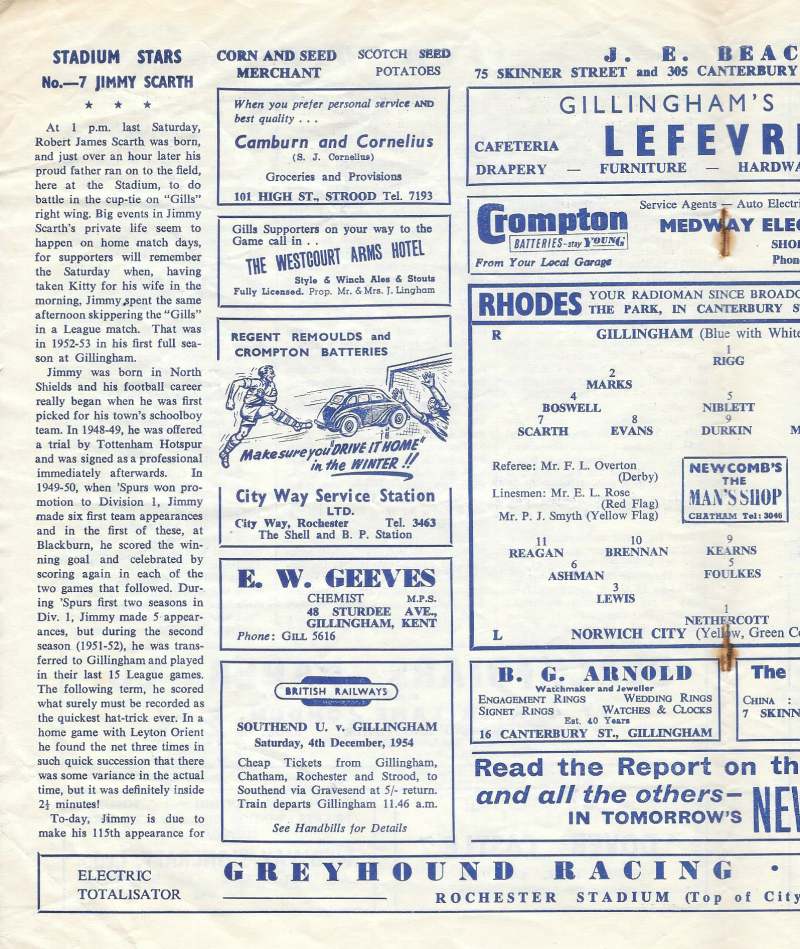 STADIUM STARS
No.—7 JIMMY SCARTH
At 1 p.m. last Saturday,
Robert James Scarth was born,
and just over an hour later his
proud father ran on to the field,
here at the Stadium, to do
battle in the cup-tie on "Gills"
right wing. Big events in Jimmy
Scarth's private life seem to
happen on home match days,
for supporters will remember
the Saturday when, having
taken Kitty for his wife in the
morning, Jimmy spent the same
afternoon skippering the "Gills"
in a League match. That was
in 1952-53 in his first full sea-
son at Gillingham.
Jimmy was born in North
Shields and his football career
really began when he was first
picked for his town's schoolboy
team. In 1948-49, he was offered
a trial by Tottenham Hotspur
and was signed as a professional
immediately afterwards. In
1949-50, when 'Spurs won pro-
motion to Division 1, Jimmy
made six first team appearances
and in the first of these, at
Blackburn, he scored the win-
ning goal and celebrated by
scoring again in each of the
two games that followed. Dur-
ing 'Spurs first two seasons in
Div. 1, Jimmy made 5 appear-
ances, but during the second
season (1951-52), he was trans-
ferred to Gillingham and played
in their last 15 League games.
The following term, he scored
what surely must be recorded as
the quickest hat-trick ever. In a
home game with Leyton Orient
he found the net three times in
such quick succession that there
was some variance in the actual
time, but it was definitely inside
2½ minutes!
To-day, Jimmy is due to
make his 115th appearance for
CORN AND SEED MERCHANT
SCOTCH SEED POTATOES
When you prefer personal service AND
best quality . . .
Camburn and Cornelius
(S. J. Cornelius)
Groceries and Provisions
101 HIGH ST., STROOD Tel. 7193
Gills Supporters on your way to the
Game call in . .
THE WESTCOURT ARMS HOTEL
Style & Winch Ales & Stouts
Fully Licensed. Prop. Mr. & Mrs. J. Lingham
REGENT REMOULDS and
CROMPTON BATTERIES
Make sure you "DRIVE IT HOME"
in the WINTER !!
City Way Service Station
LTD.
City Way, Rochester Tel. 3463
The Shell and B. P. Station
E. W. GEEVES
CHEMIST M.P.S.
48 STURDEE AVE.,
GILLINGHAM, KENT
Phone: GILL 5616
BRITISH RAILWAYS
SOUTHEND U. v. GILLINGHAM
Saturday, 4th December, 1954
Cheap Tickets from Gillingham,
Chatham, Rochester and Strood, to
Southend via Gravesend at 5/- return.
Train departs Gillingham 11.46 a.m.
See Handbills for Details
J. E. BEAC
75 SKINNER STREET and 305 CANTERBURY
GILLINGHAM'S
CAFETERIA LEFEVR
DRAPERY — FURNITURE — HARDWA
Crompton
BATTERIES-stay YOUNG
From Your Local Garage
Service Agents — Auto Electri
MEDWAY ELEC
SHOR
Phon
RHODES
YOUR RADIOMAN SINCE BROADC
THE PARK, IN CANTERBURY S
R GILLINGHAM (Blue with White
1
RIGG
2
MARKS
4 5
BOSWELL NIBLETT
7 8 9
SCARTH EVANS DURKIN M
Referee: Mr. F. L. Overton
(Derby)
Linesmen: Mr. E. L. Rose
(Red Flag)
Mr. P. J. Smyth (Yellow Flag)
NEWCOMB'S
THE
MAN'S SHOP
CHATHAM Tel: 3046
11 10 9
REAGAN BRENNAN KEARNS
6 5
ASHMAN FOULKES
3
LEWIS
1
NETHERCOTT
L NORWICH CITY (Yellow, Green Co
B. G. ARNOLD
Watchmaker and Jeweller
ENGAGEMENT RINGS WEDDING RINGS
SIGNET RINGS WATCHES & CLOCKS
Est. 40 Years
16 CANTERBURY ST., GILLINGHAM
The
CHINA :
7 SKINN
Read the Report on th
and all the others—
IN TOMORROW'S NEW
ELECTRIC
TOTALISATOR
GREYHOUND RACING ·
ROCHESTER STADIUM (Top of City